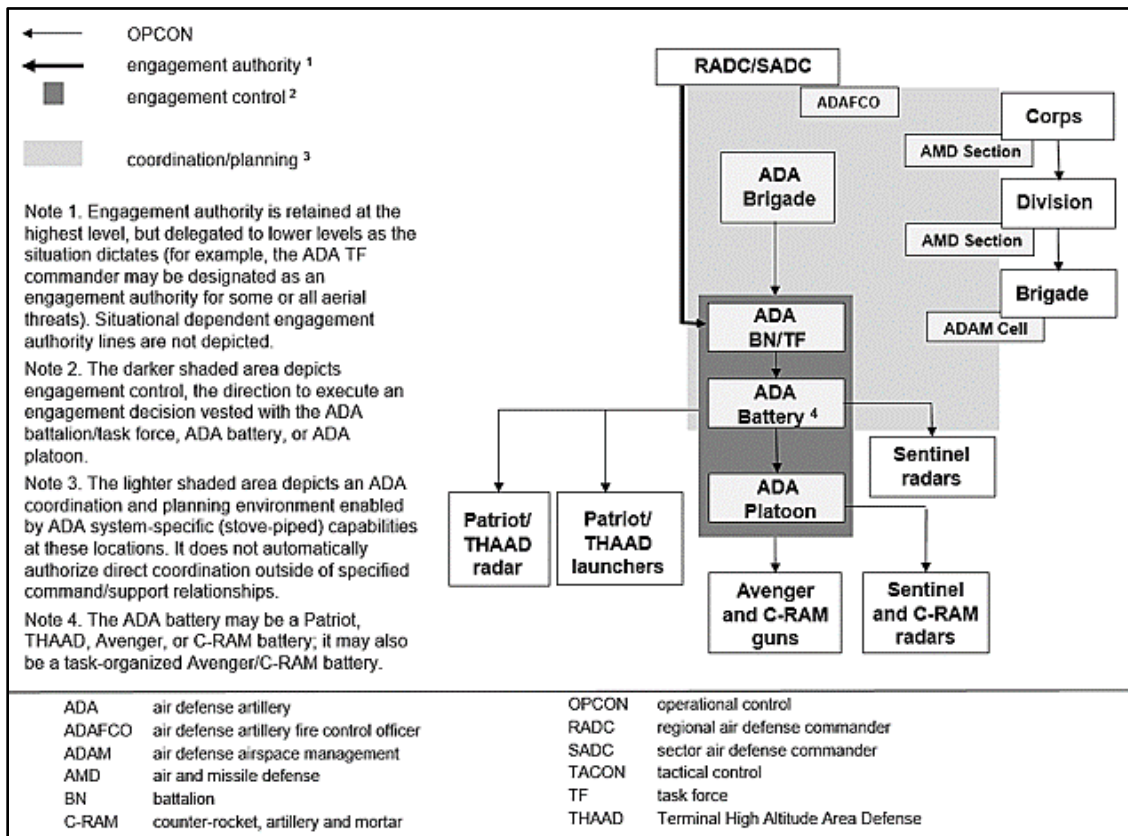 OPCON
engagement authority 1
engagement control 2
coordination/planning 3
Note 1. Engagement authority is retained at the
highest level, but delegated to lower levels as the
situation dictates (for example, the ADA TF
commander may be designated as an
engagement authority for some or all aerial
threats). Situational dependent engagement
authority lines are not depicted.
Note 2. The darker shaded area depicts
engagement control, the direction to execute an
engagement decision vested with the ADA
battalion/task force, ADA battery, or ADA
platoon.
Note 3. The lighter shaded area depicts an ADA
coordination and planning environment enabled
by ADA system-specific (stove-piped) capabilities
at these locations. It does not automatically
authorize direct coordination outside of specified
command/support relationships.
Note 4. The ADA battery may be a Patriot,
THAAD, Avenger, or C-RAM battery; it may also
be a task-organized Avenger/C-RAM battery.
RADC/SADC
ADAFCO
Corps
AMD Section
ADA
Brigade
Division
AMD Section
Brigade
ADAM Cell
ADA
BN/TF
ADA
Battery 4
Sentinel
radars
ADA
Platoon
Patriot/
THAAD
radar
Patriot/
THAAD
launchers
Avenger
and C-RAM
guns
Sentinel
and C-RAM
radars
ADA air defense artillery
ADAFCO air defense artillery fire control officer
ADAM air defense airspace management
AMD air and missile defense
BN battalion
C-RAM counter-rocket, artillery and mortar
OPCON operational control
RADC regional air defense commander
SADC sector air defense commander
TACON tactical control
TF task force
THAAD Terminal High Altitude Area Defense